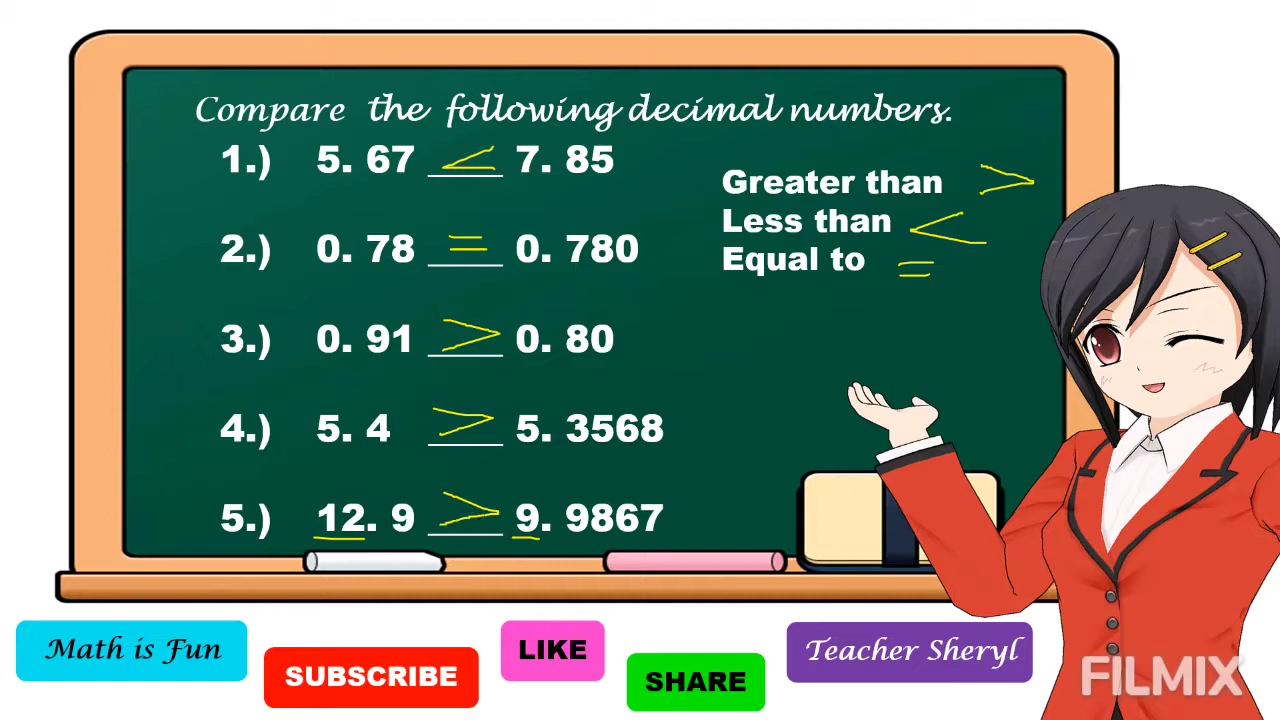 Compare the following decimal numbers.
1.) 5. 67 < 7. 85
2.) 0. 78 = 0. 780
3.) 0. 91 > 0. 80
4.) 5. 4 > 5. 3568
5.) 12. 9 > 9. 9867
Greater than >
Less than <
Equal to =
Math is Fun
SUBSCRIBE
LIKE
SHARE
Teacher Sheryl
FILMIX